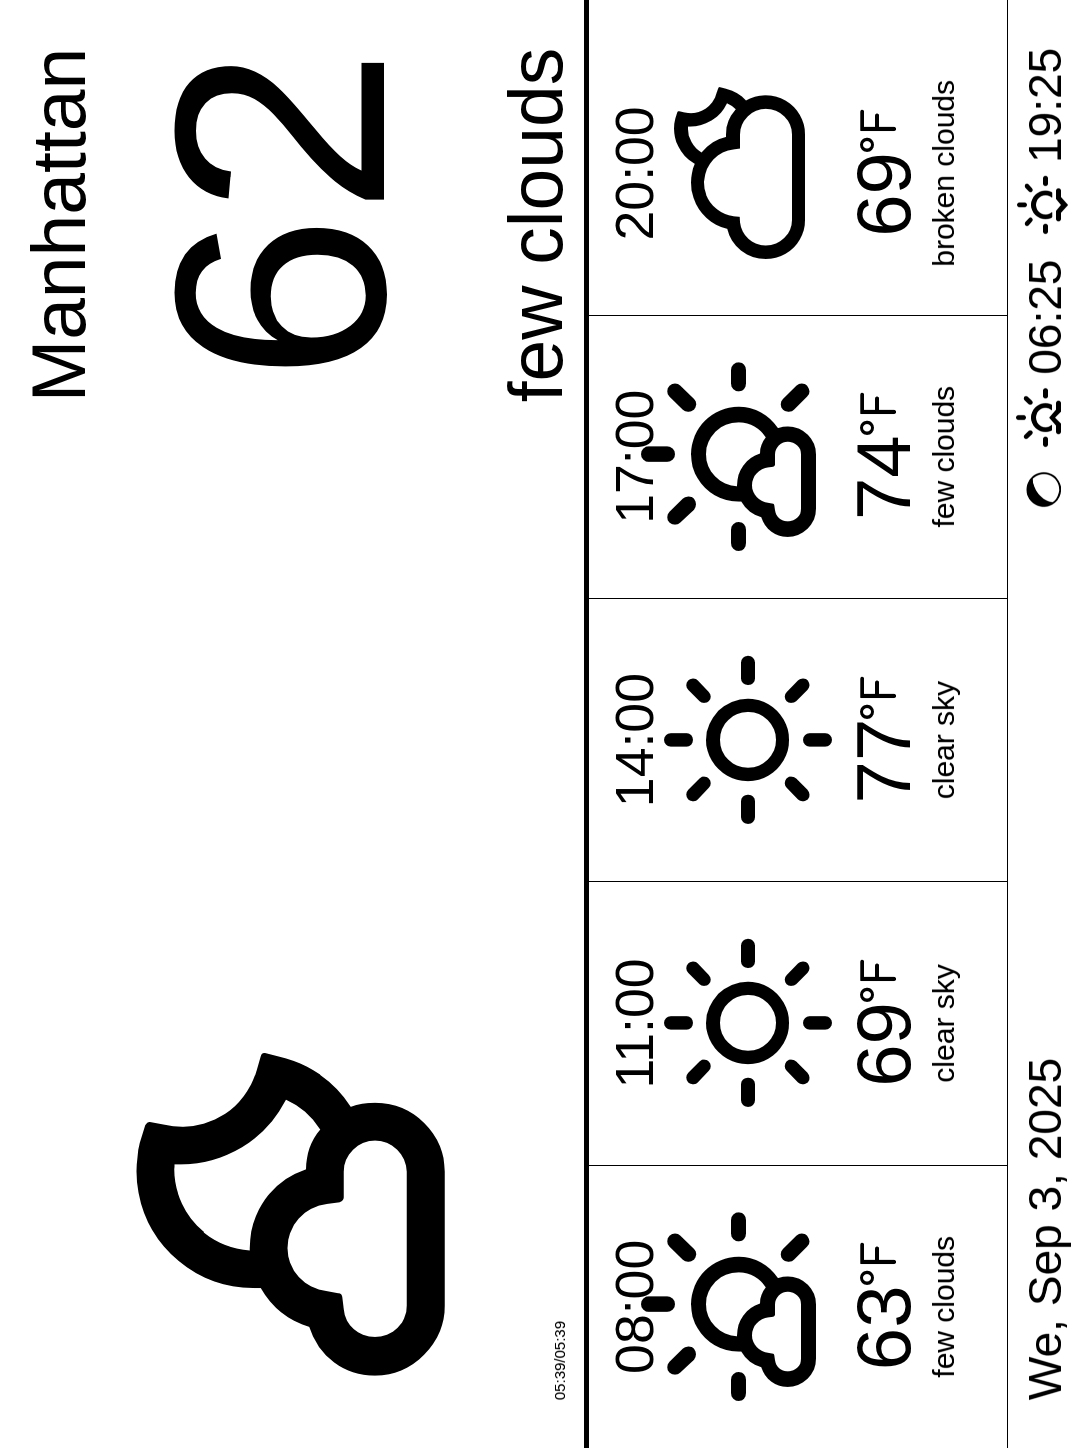 Manhattan
62
few clouds
05:39/05:39
08:00
63°F
few clouds
11:00
69°F
clear sky
14:00
77°F
clear sky
17:00
74°F
few clouds
20:00
69°F
broken clouds
We, Sep 3, 2025
06:25
19:25